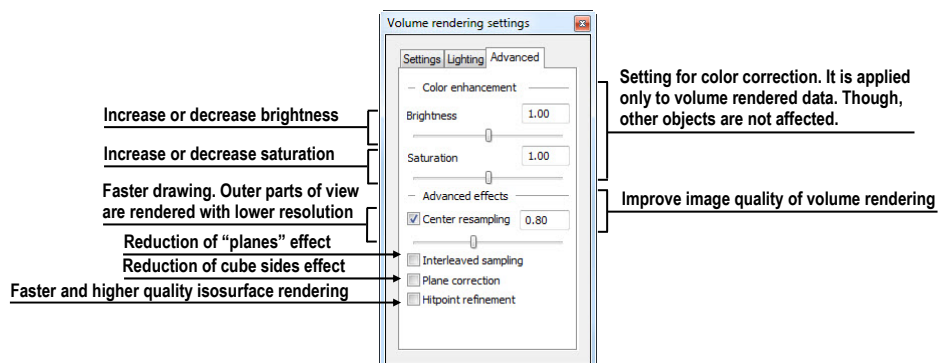 Volume rendering settings
Settings Lighting Advanced
Color enhancement
Brightness 1.00
Saturation 1.00
Advanced effects
Center resampling 0.80
Interleaved sampling
Plane correction
Hitpoint refinement
Increase or decrease brightness
Increase or decrease saturation
Faster drawing. Outer parts of view
are rendered with lower resolution
Reduction of “planes” effect
Reduction of cube sides effect
Faster and higher quality isosurface rendering
Setting for color correction. It is applied
only to volume rendered data. Though,
other objects are not affected.
Improve image quality of volume rendering